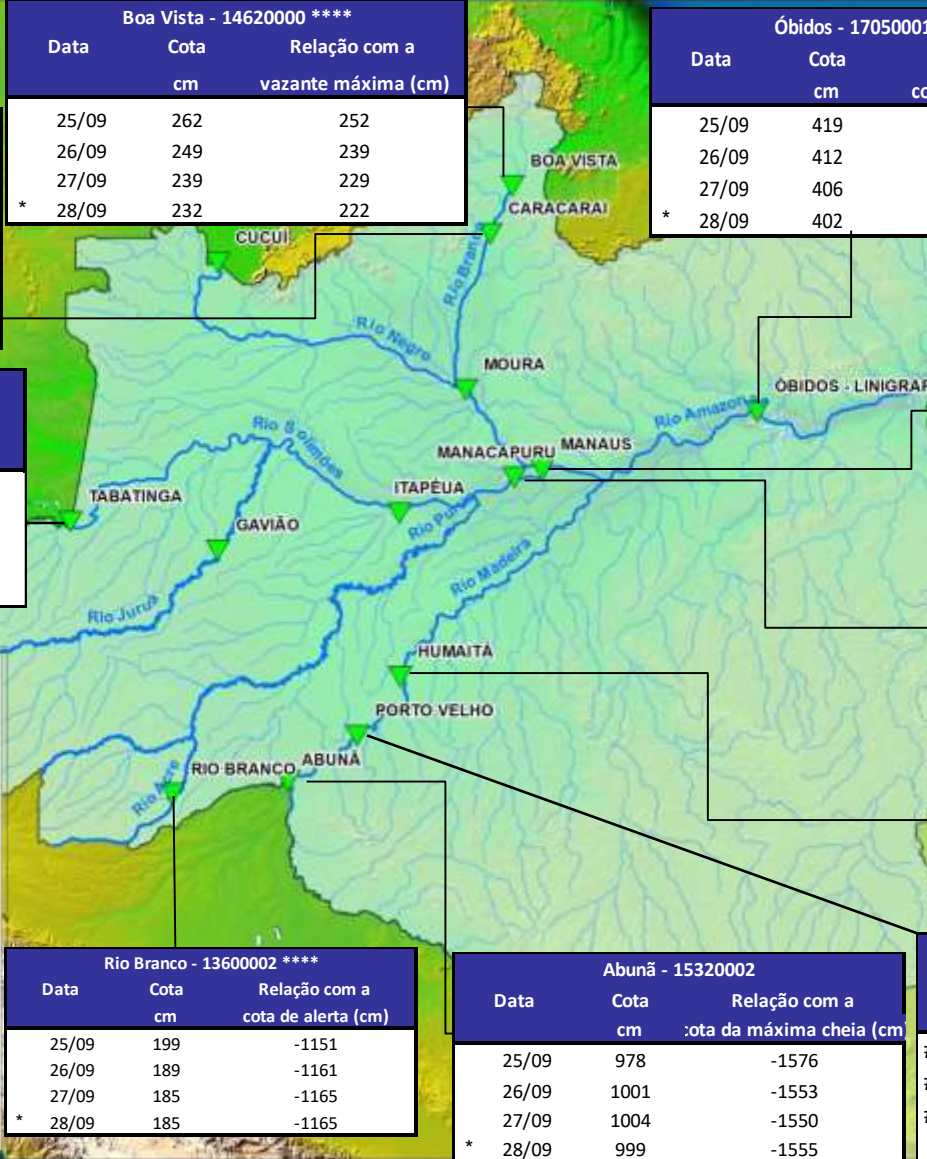 Boa Vista - 14620000 ****
Data Cota Relação com a
cm vazante máxima (cm)
25/09 262 252
26/09 249 239
27/09 239 229
* 28/09 232 222
Óbidos - 17050001
Data Cota
cm
25/09 419
26/09 412
27/09 406
* 28/09 402
BOA VISTA
CARACARAI
CUCUÍ
Rio Branco
Rio Negro
MOURA
ÓBIDOS - LINIGRAF
Rio Amazonas
Rio Solimões
MANACAPURU
MANAUS
TABATINGA
ITAPÉUA
GAVIÃO
Rio Purus
Rio Madeira
Rio Juruá
HUMAITÁ
PORTO VELHO
RIO BRANCO
ABUNÃ
Rio Acre
Rio Branco - 13600002 ****
Data Cota Relação com a
cm cota de alerta (cm)
25/09 199 -1151
26/09 189 -1161
27/09 185 -1165
* 28/09 185 -1165
Abunã - 15320002
Data Cota Relação com a
cm cota da máxima cheia (cm)
25/09 978 -1576
26/09 1001 -1553
27/09 1004 -1550
* 28/09 999 -1555